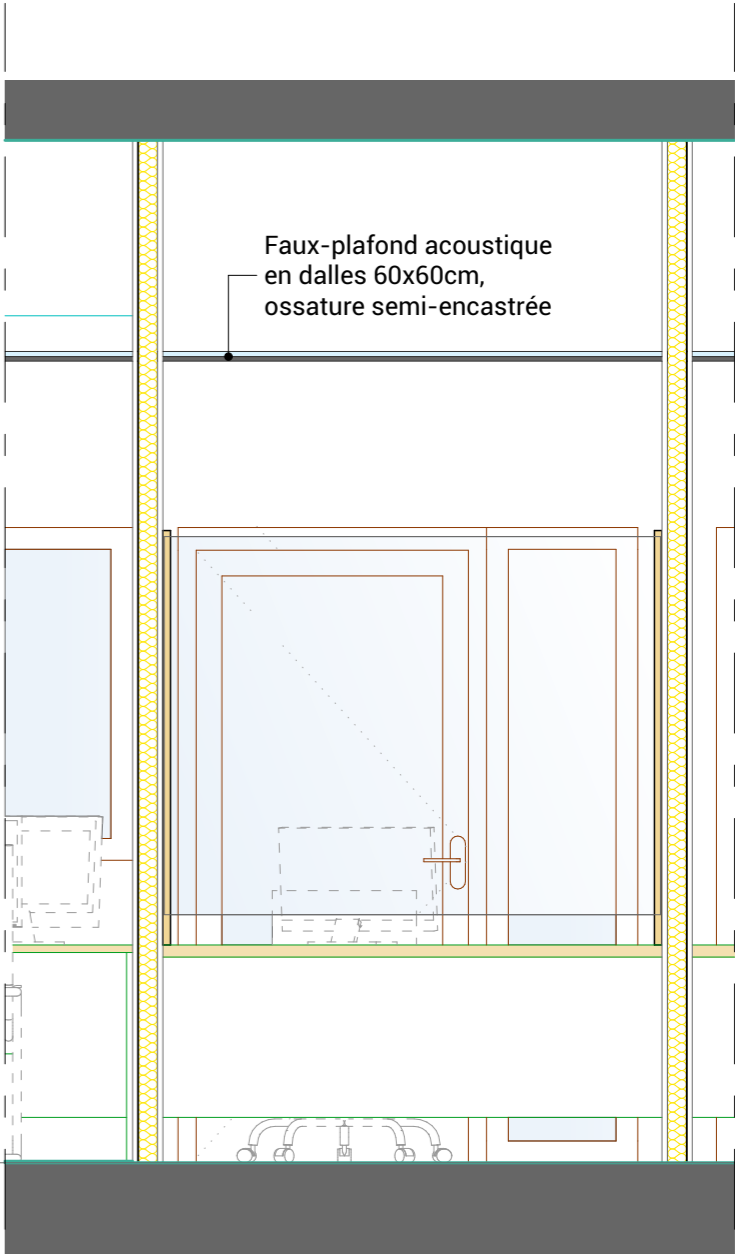 Faux-plafond acoustique
en dalles 60x60cm,
ossature semi-encastrée